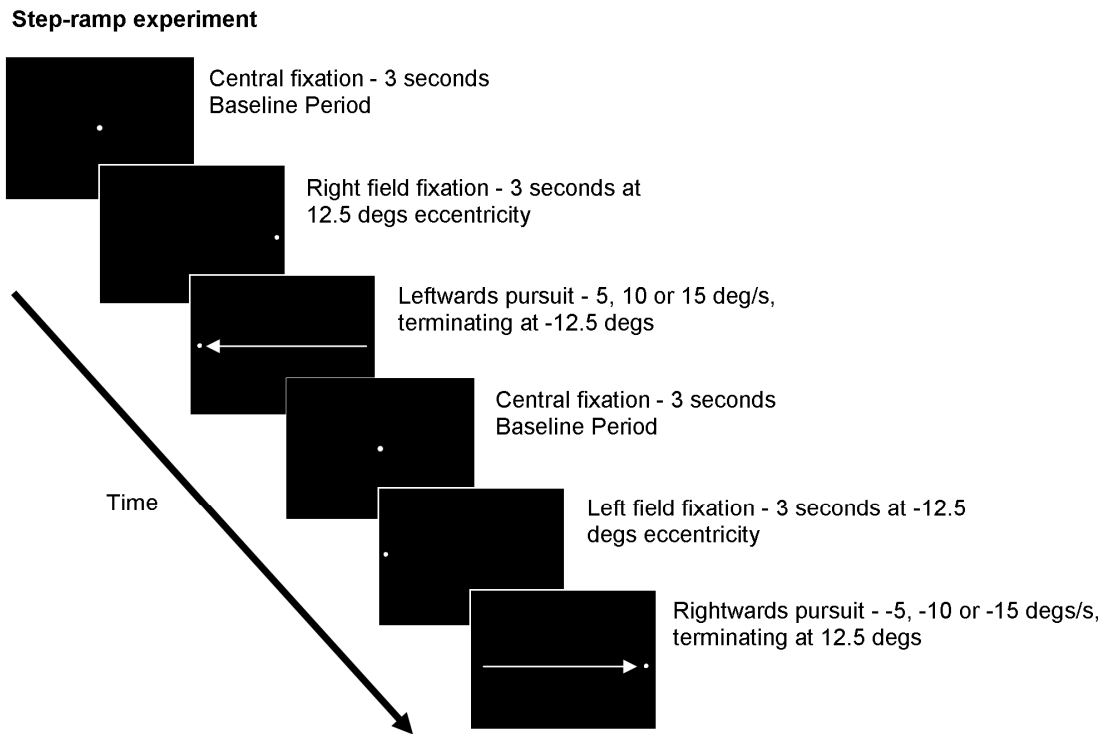 Step-ramp experiment
Central fixation - 3 seconds
Baseline Period
Right field fixation - 3 seconds at
12.5 degs eccentricity
Leftwards pursuit - 5, 10 or 15 deg/s,
terminating at -12.5 degs
Central fixation - 3 seconds
Baseline Period
Time
Left field fixation - 3 seconds at -12.5
degs eccentricity
Rightwards pursuit - -5, -10 or -15 degs/s,
terminating at 12.5 degs